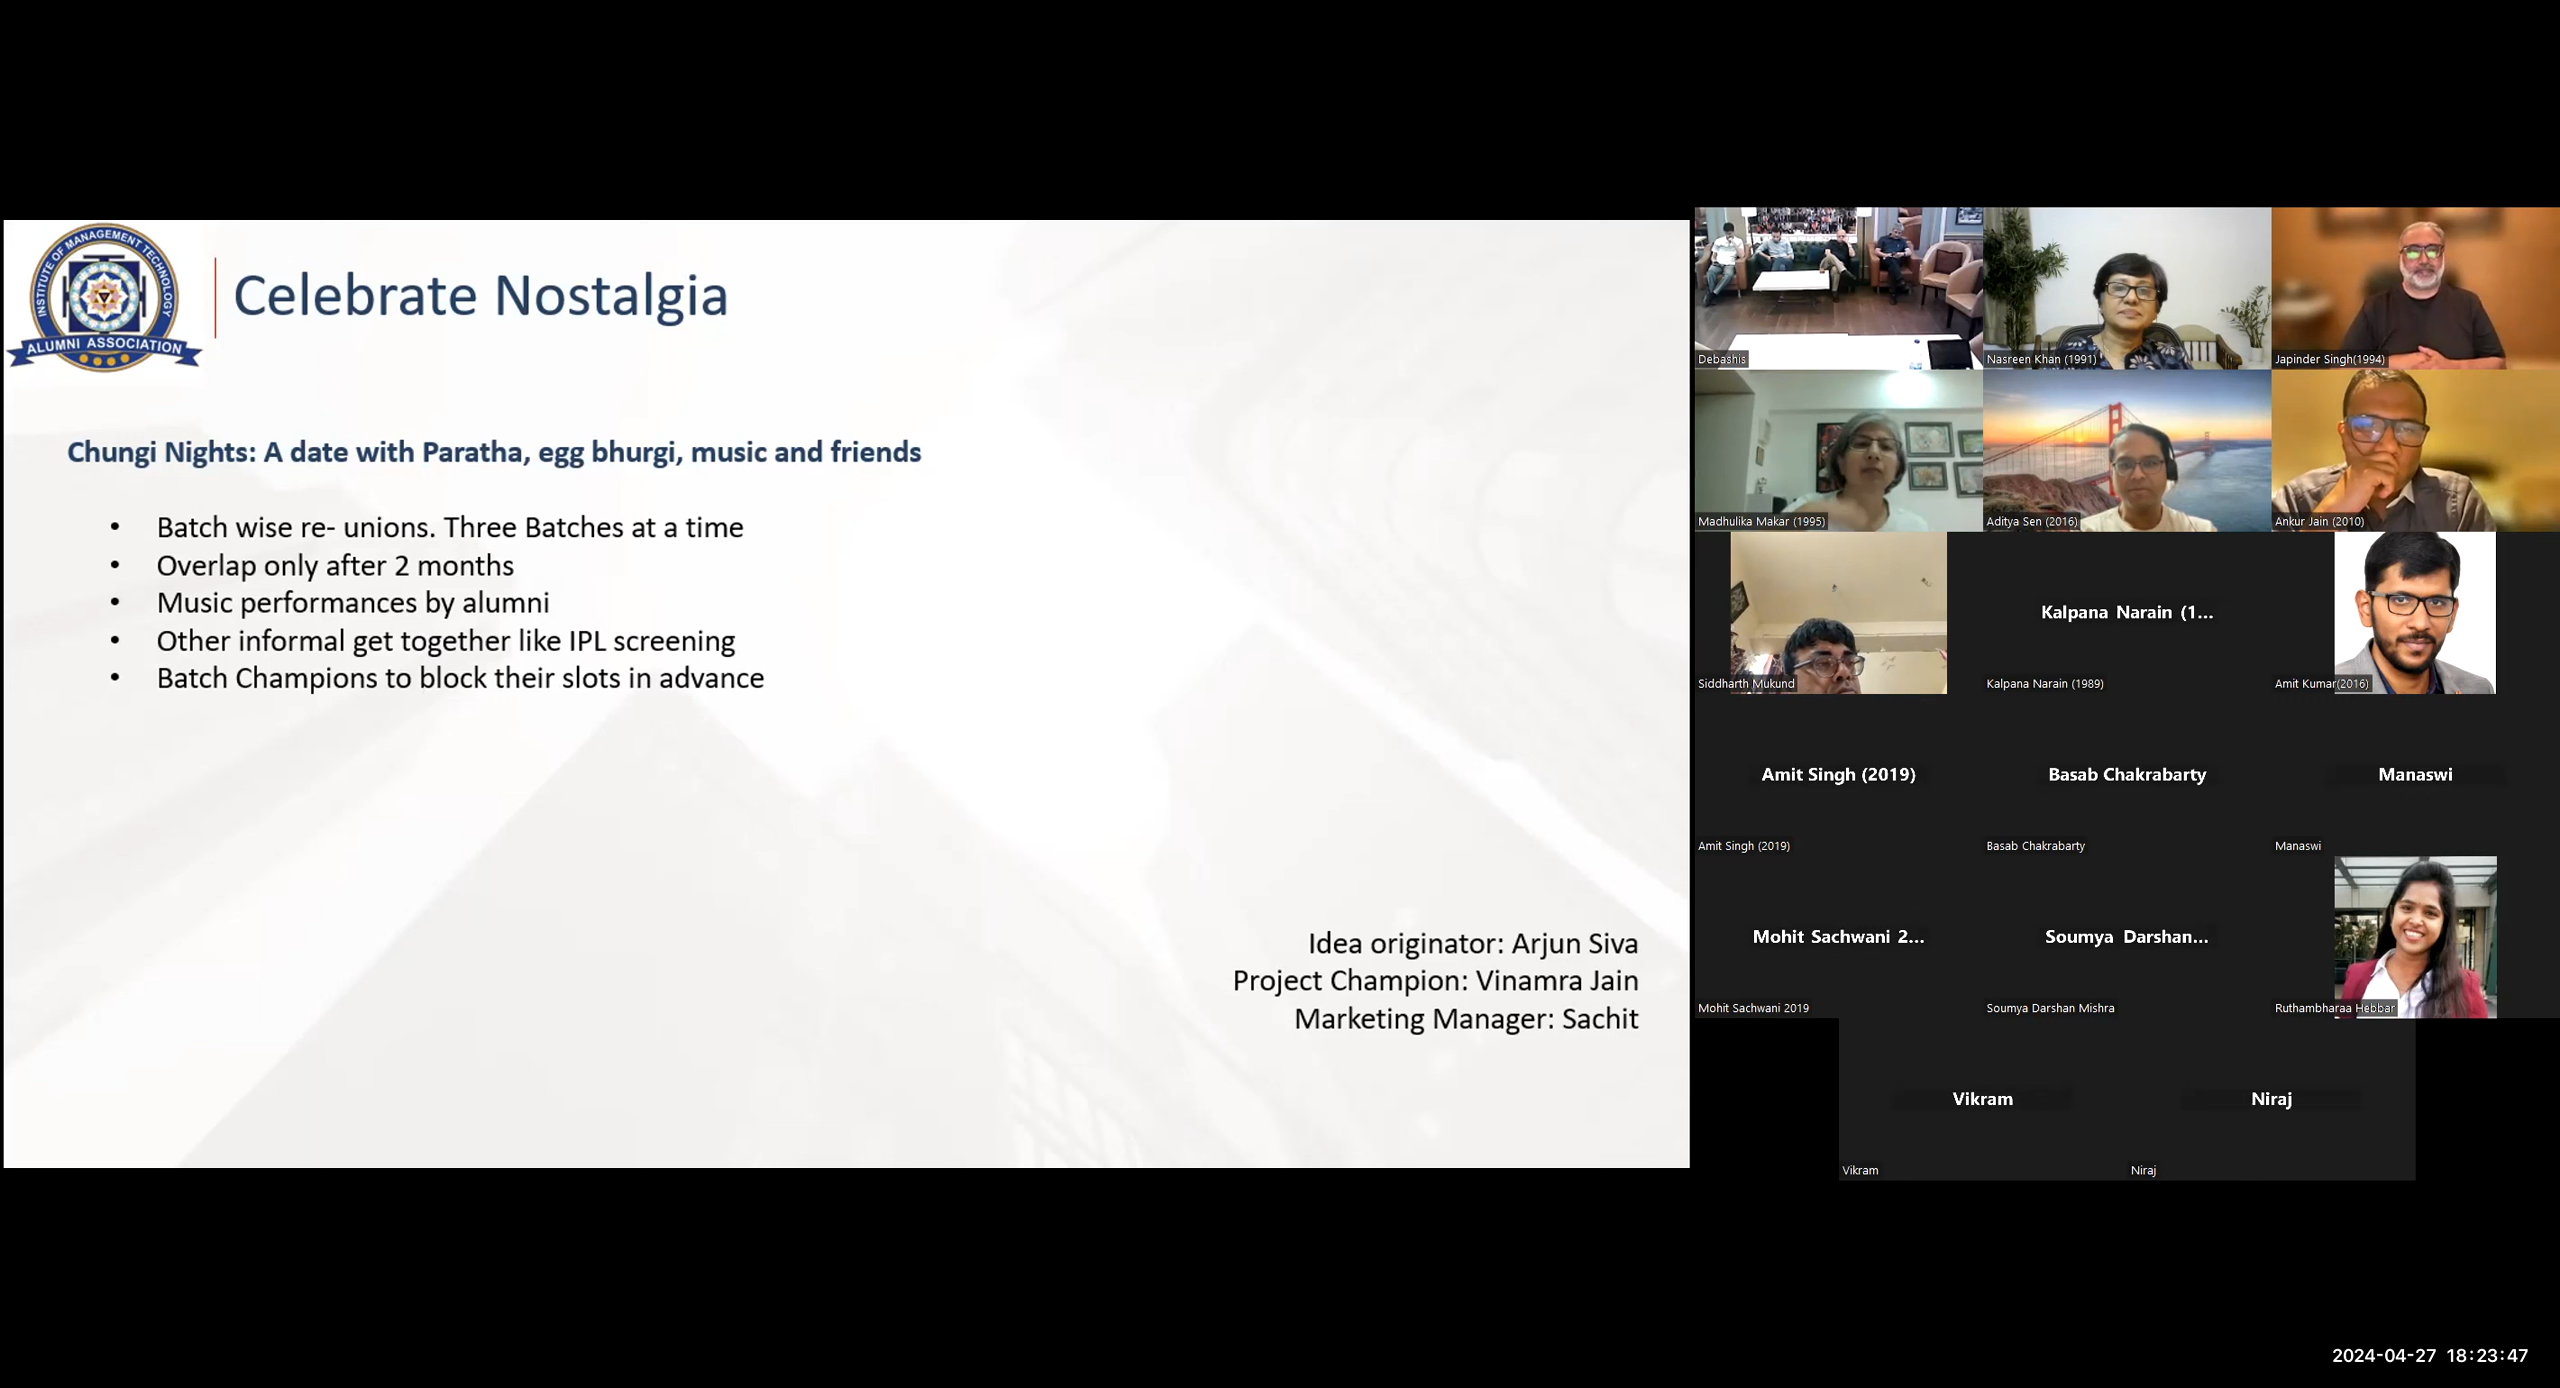 INSTITUTE OF MANAGEMENT TECHNOLOGY
ALUMNI ASSOCIATION
Celebrate Nostalgia
Chungi Nights: A date with Paratha, egg bhurgi, music and friends
• Batch wise re- unions. Three Batches at a time
• Overlap only after 2 months
• Music performances by alumni
• Other informal get together like IPL screening
• Batch Champions to block their slots in advance
Idea originator: Arjun Siva
Project Champion: Vinamra Jain
Marketing Manager: Sachit
Debashis
Nasreen Khan (1991)
Japinder Singh(1994)
Madhulika Makar (1995)
Aditya Sen (2016)
Ankur Jain (2010)
Siddharth Mukund
Kalpana Narain (1...
Kalpana Narain (1989)
Amit Kumar(2016)
Amit Singh (2019)
Amit Singh (2019)
Basab Chakrabarty
Basab Chakrabarty
Manaswi
Manaswi
Mohit Sachwani 2...
Mohit Sachwani 2019
Soumya Darshan...
Soumya Darshan Mishra
Ruthambharaa Hebbar
Vikram
Vikram
Niraj
Niraj
2024-04-27 18:23:47